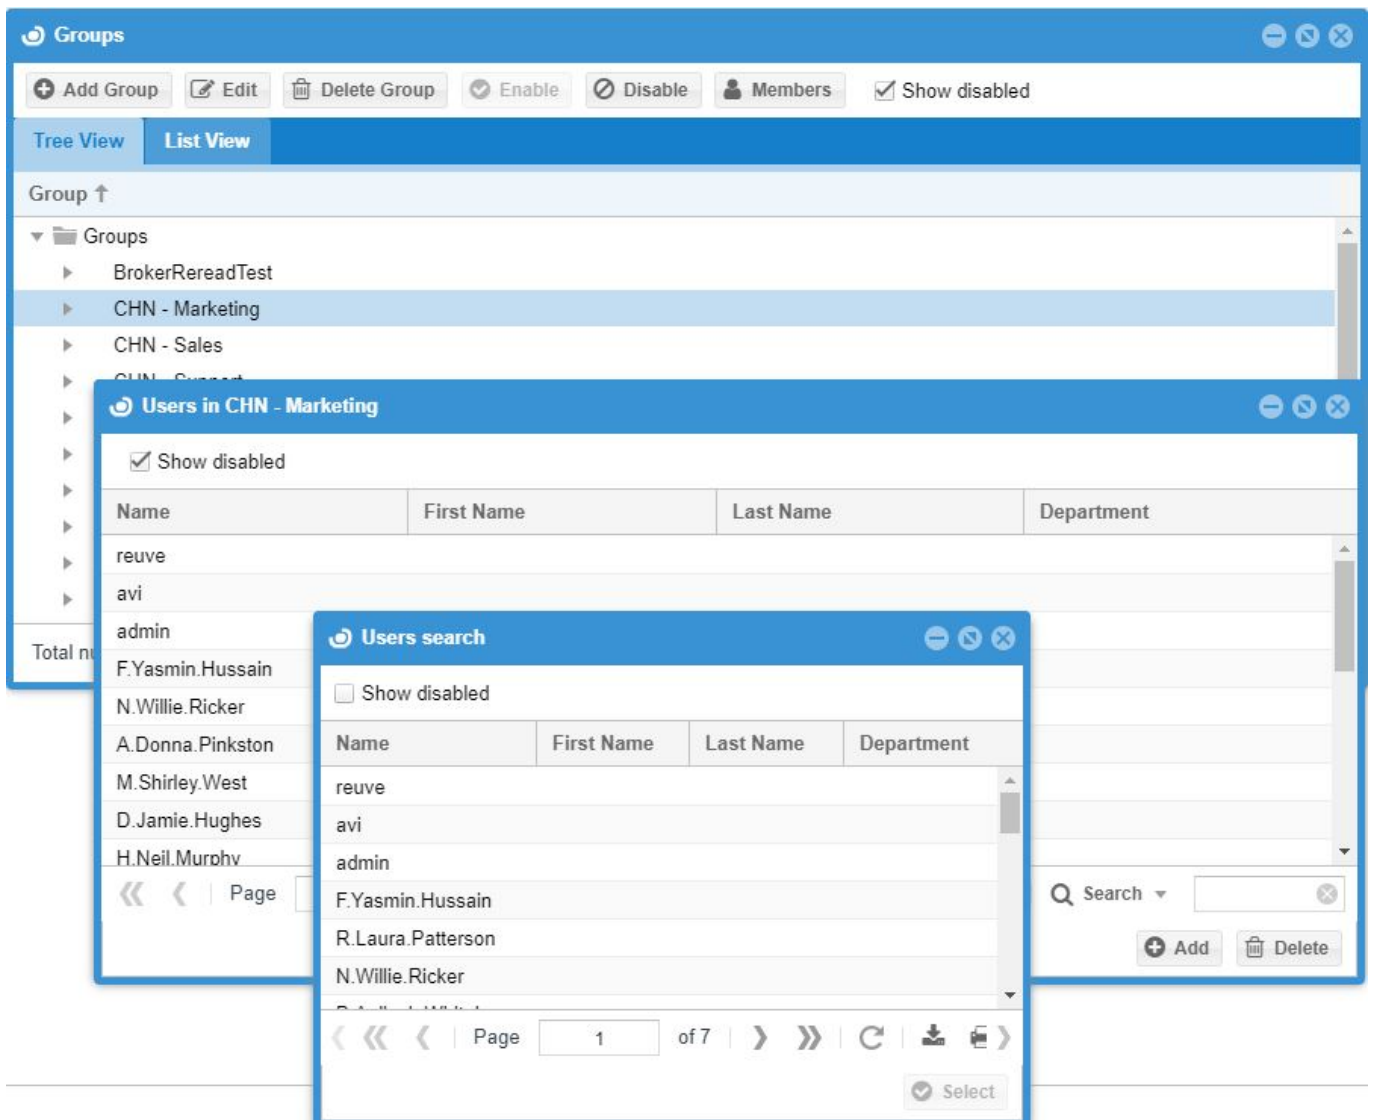 Groups
Add Group Edit Delete Group Enable Disable Members Show disabled
Tree View List View
Group
Groups
BrokerRereadTest
CHN - Marketing
CHN - Sales
CHN - Support
Users in CHN - Marketing
Show disabled
Name First Name Last Name Department
reuve
avi
admin
F.Yasmin.Hussain
N.Willie.Ricker
A.Donna.Pinkston
M.Shirley.West
D.Jamie.Hughes
H.Neil.Murphy
Page Search
Add Delete
Total
Users search
Show disabled
Name First Name Last Name Department
reuve
avi
admin
F.Yasmin.Hussain
R.Laura.Patterson
N.Willie.Ricker
Page 1 of 7
Select